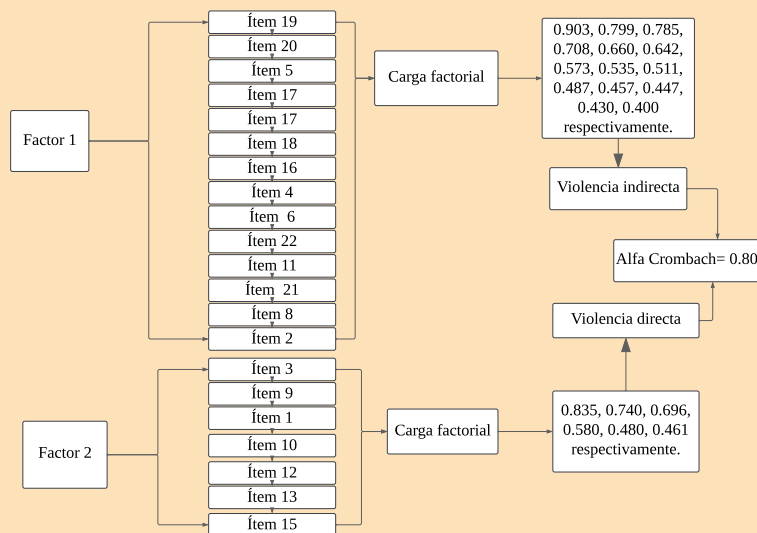 Factor 1
Ítem 19
Ítem 20
Ítem 5
Ítem 17
Ítem 17
Ítem 18
Ítem 16
Ítem 4
Ítem 6
Ítem 22
Ítem 11
Ítem 21
Ítem 8
Ítem 2
Carga factorial
0.903, 0.799, 0.785,
0.708, 0.660, 0.642,
0.573, 0.535, 0.511,
0.487, 0.457, 0.447,
0.430, 0.400
respectivamente.
Violencia indirecta
Alfa Crombach= 0.80
Violencia directa
Factor 2
Ítem 3
Ítem 9
Ítem 1
Ítem 10
Ítem 12
Ítem 13
Ítem 15
Carga factorial
0.835, 0.740, 0.696,
0.580, 0.480, 0.461
respectivamente.